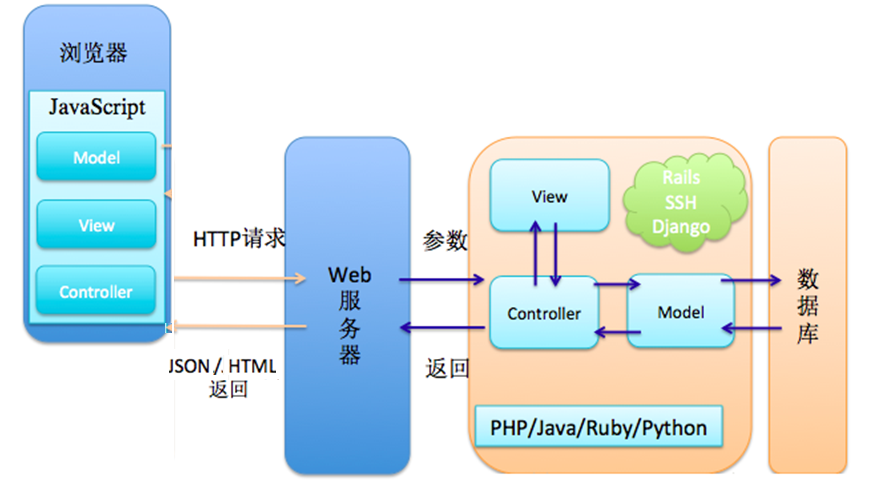 浏览器
JavaScript
Model
View
Controller
HTTP请求
JSON /. HTML
返回
Web
服
务
器
参数
返回
View
Controller
Model
Rails
SSH
Django
PHP/Java/Ruby/Python
数
据
库